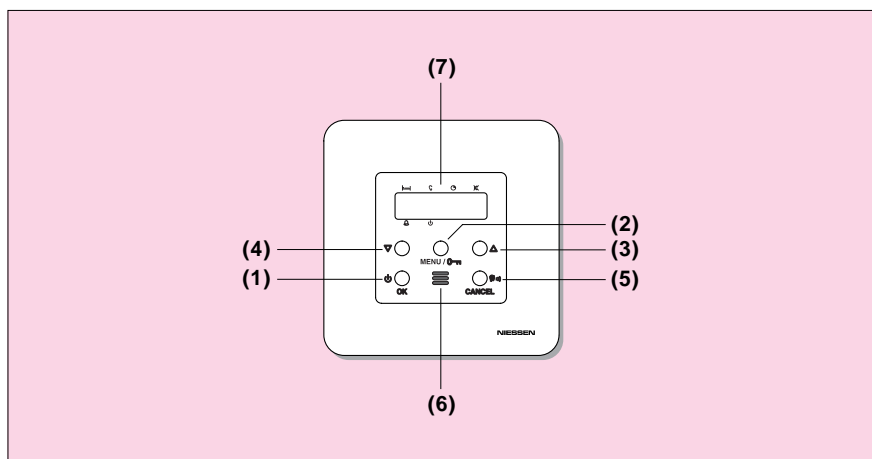 (7)
(2)
(4)
(3)
MENU /
(1)
(5)
OK
CANCEL
NIESSEN
(6)